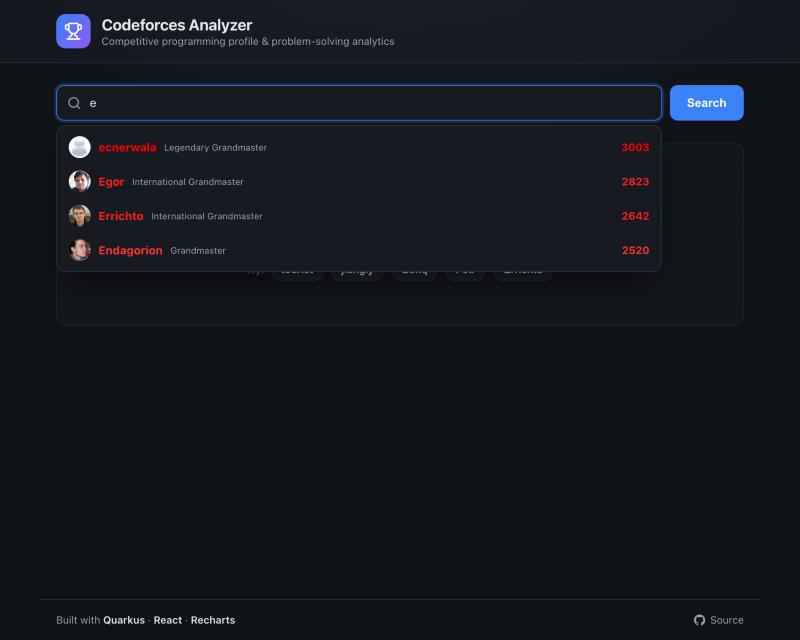 Codeforces Analyzer
Competitive programming profile & problem-solving analytics
e
Search
ecnerwala Legendary Grandmaster 3003
Egor International Grandmaster 2823
Errichto International Grandmaster 2642
Endagorion Grandmaster 2520
Built with Quarkus · React · Recharts
Source